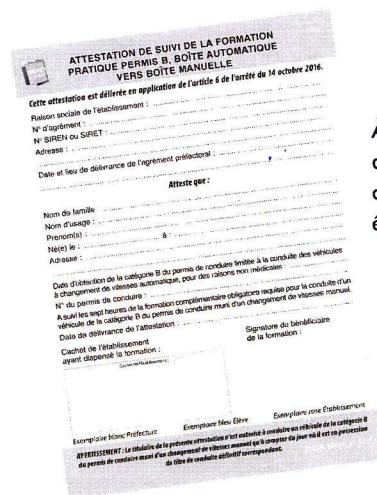 ATTESTATION DE SUIVI DE LA FORMATION
PRATIQUE PERMIS B, BOÎTE AUTOMATIQUE
VERS BOÎTE MANUELLE
Cette attestation est délivrée en application de l'article 6 de l'arrêté du 14 octobre 2016.
Raison sociale de l'établissement :
N° d'agrément :
N° SIREN ou SIRET :
Adresse :
Date et lieu de délivrance de l'agrément préfectoral :
Atteste que :
Nom de famille
Nom d'usage :
Prenom(s) :
Né(e) le : à :
Adresse :
Date d'obtention de la catégorie B du permis de conduire limitée à la conduite des véhicules
à changement de vitesses automatique, pour des raisons non médicales :
N° du permis de conduire :
A suivi les sept heures de la formation complémentaire obligatoire requise pour la conduite d'un
véhicule de la catégorie B du permis de conduire muni d'un changement de vitesses manuel.
Date de délivrance de l'attestation :
Cachet de l'établissement
ayant dispensé la formation :
Signature du bénéficiaire
de la formation :
Exemplaire blanc Préfecture Exemplaire bleu Élève Exemplaire rose Établissement
AVERTISSEMENT : Le titulaire de la présente attestation n'est autorisé à conduire un véhicule de la catégorie B
du permis de conduire muni d'un changement de vitesses manuel qu'à compter du jour où il est en possession
du titre de conduite définitif correspondant.